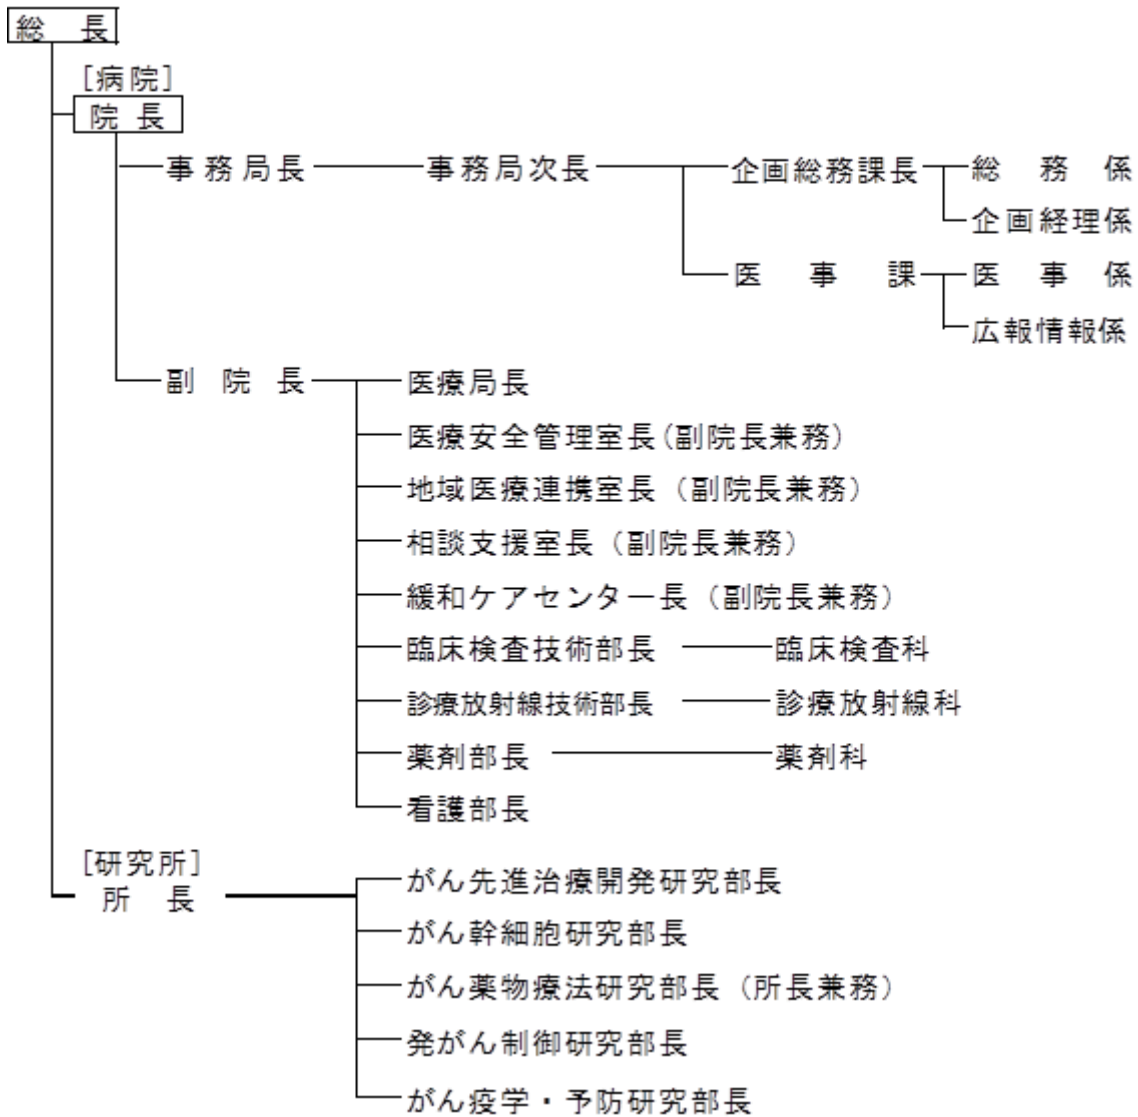 総長
[病院]
院長
事務局長 事務局次長 企画総務課長 総務係
企画経理係
医事課 医事係
広報情報係
副院長 医療局長
医療安全管理室長(副院長兼務)
地域医療連携室長(副院長兼務)
相談支援室長(副院長兼務)
緩和ケアセンター長(副院長兼務)
臨床検査技術部長 臨床検査科
診療放射線技術部長 診療放射線科
薬剤部長 薬剤科
看護部長
[研究所]
所長 がん先進治療開発研究部長
がん幹細胞研究部長
がん薬物療法研究部長(所長兼務)
発がん制御研究部長
がん疫学・予防研究部長